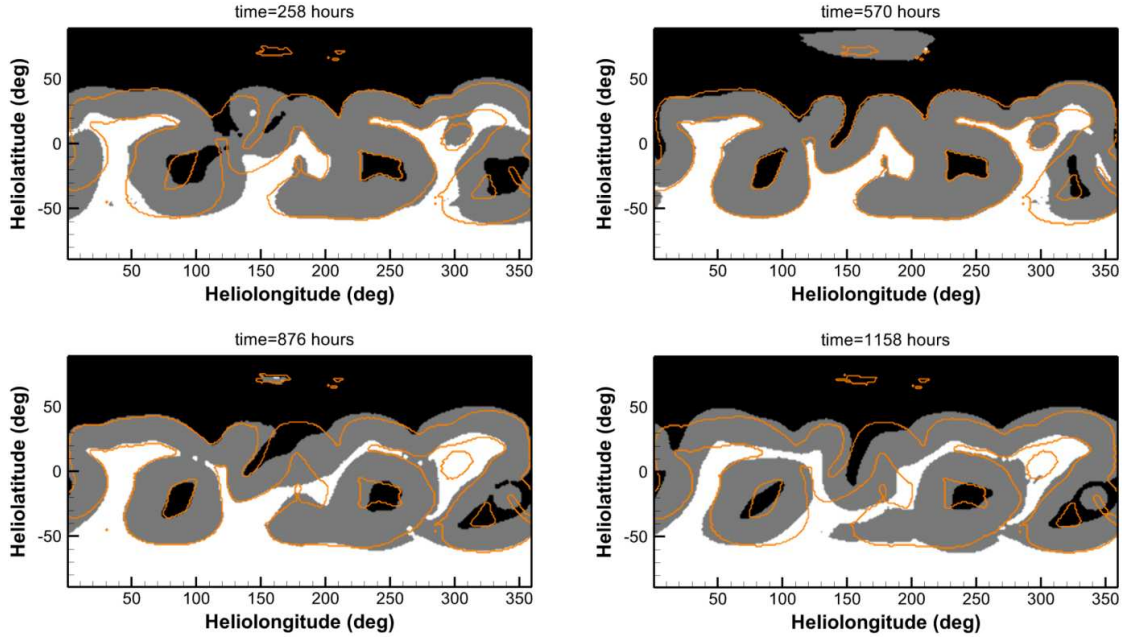 time=258 hours
50
0
-50
Heliolatitude (deg)
50 100 150 200 250 300 350
Heliolongitude (deg)
time=570 hours
50
0
-50
Heliolatitude (deg)
50 100 150 200 250 300 350
Heliolongitude (deg)
time=876 hours
50
0
-50
Heliolatitude (deg)
50 100 150 200 250 300 350
Heliolongitude (deg)
time=1158 hours
50
0
-50
Heliolatitude (deg)
50 100 150 200 250 300 350
Heliolongitude (deg)